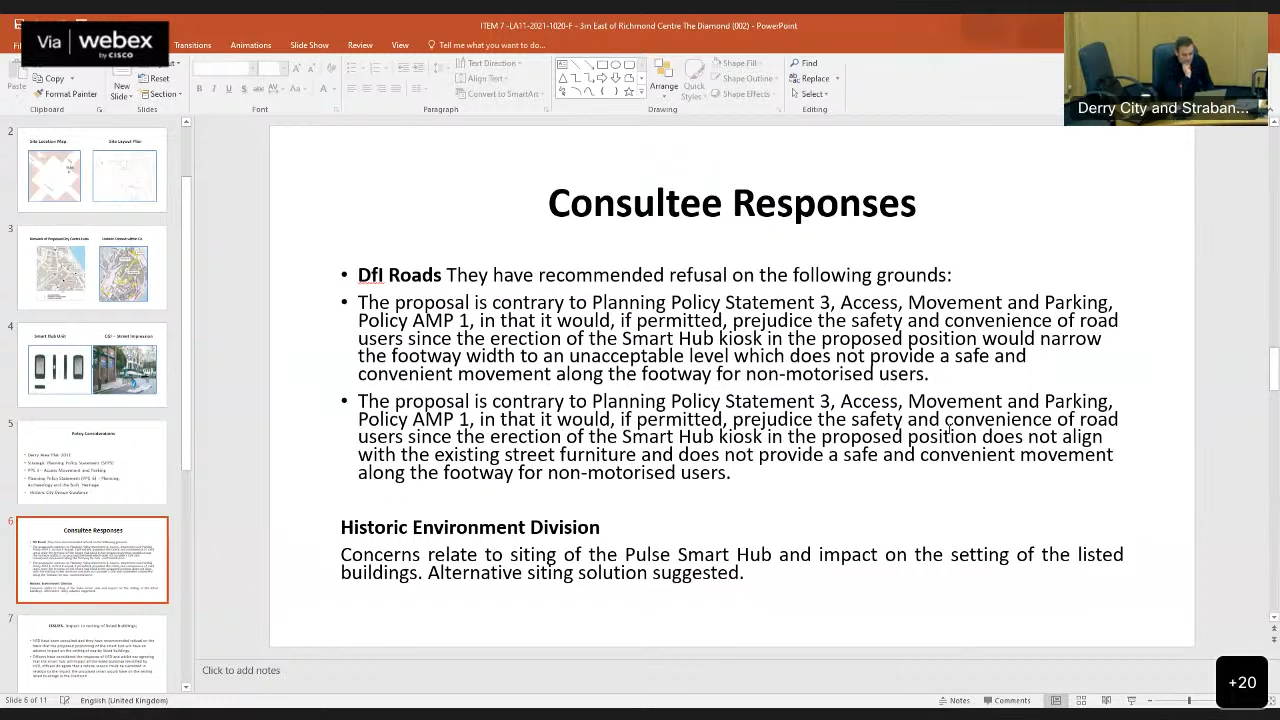 ITEM 7 -LA11-2021-1020-F - 3m East of Richmond Centre The Diamond (002) - PowerPoint
Via webex
by CISCO
Transitions Animations Slide Show Review View Tell me what you want to do...
Paste Copy Format Painter
Clipboard
New Slide Reset Section
Slides
Font
Text Direction
Align Text
Convert to SmartArt
Paragraph
Arrange Quick Styles
Shape Fill
Shape Outline
Shape Effects
Drawing
Find
Replace
Select
Editing
Derry City and Straban...
2
Site Location Map Site Layout Plan
3
4
Smart Hub Unit CGI – Street Impression
5
Policy Considerations
6
Consultee Responses
7
Consultee Responses
• DfI Roads They have recommended refusal on the following grounds:
• The proposal is contrary to Planning Policy Statement 3, Access, Movement and Parking,
Policy AMP 1, in that it would, if permitted, prejudice the safety and convenience of road
users since the erection of the Smart Hub kiosk in the proposed position would narrow
the footway width to an unacceptable level which does not provide a safe and
convenient movement along the footway for non-motorised users.
• The proposal is contrary to Planning Policy Statement 3, Access, Movement and Parking,
Policy AMP 1, in that it would, if permitted, prejudice the safety and convenience of road
users since the erection of the Smart Hub kiosk in the proposed position does not align
with the existing street furniture and does not provide a safe and convenient movement
along the footway for non-motorised users.
Historic Environment Division
Concerns relate to siting of the Pulse Smart Hub and impact on the setting of the listed
buildings. Alternative siting solution suggested.
Click to add notes
+20
Slide 6 of 11 English (United Kingdom) Notes Comments